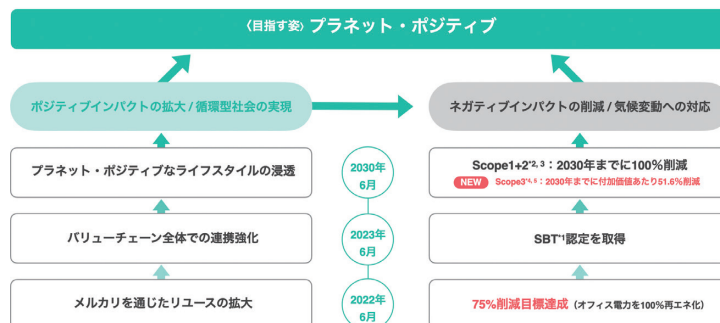 〈目指す姿〉プラネット・ポジティブ
ポジティブインパクトの拡大 / 循環型社会の実現
ネガティブインパクトの削減 / 気候変動への対応
プラネット・ポジティブなライフスタイルの浸透
2030年
6月
Scope1+2*2, 3：2030年までに100%削減
NEW Scope3*4, 5：2030年までに付加価値あたり51.6%削減
バリューチェーン全体での連携強化
2023年
6月
SBT*1認定を取得
メルカリを通じたリユースの拡大
2022年
6月
75%削減目標達成（オフィス電力を100%再エネ化）